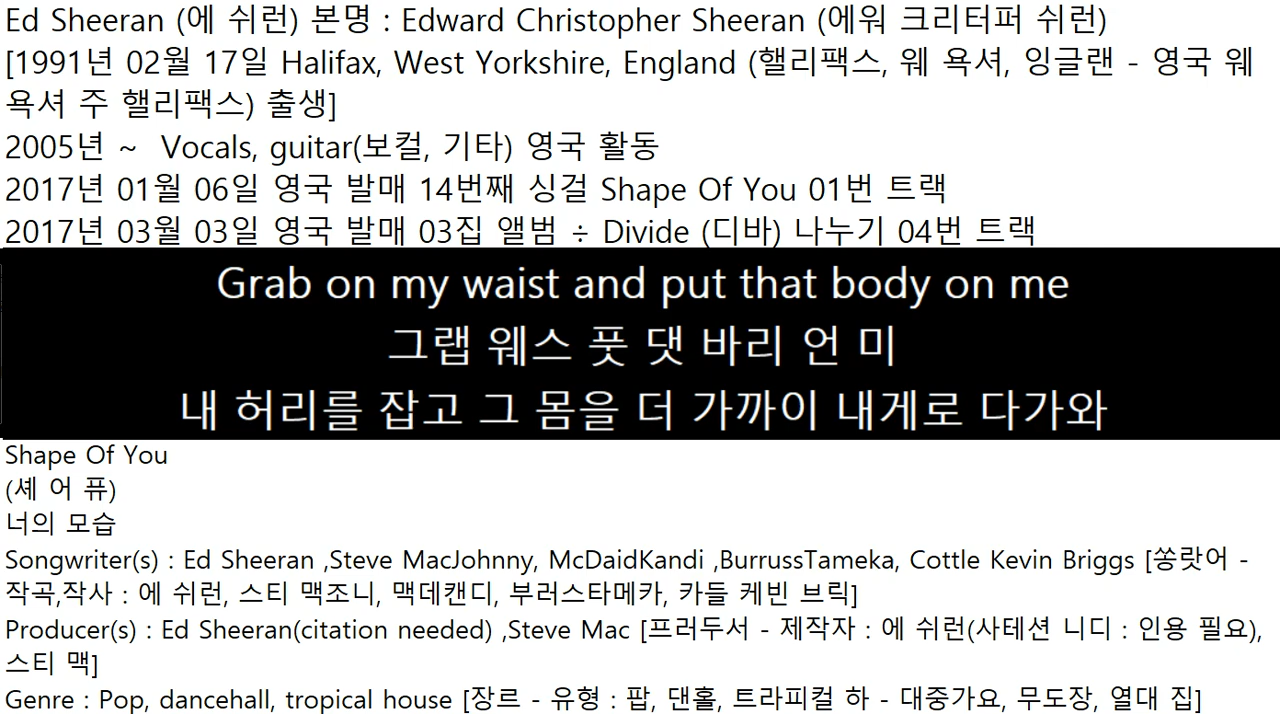 Ed Sheeran (에 쉬런) 본명 : Edward Christopher Sheeran (에워 크리터퍼 쉬런)
[1991년 02월 17일 Halifax, West Yorkshire, England (핼리팩스, 웨 욕셔, 잉글랜 - 영국 웨
욕셔 주 핼리팩스) 출생]
2005년 ~  Vocals, guitar(보컬, 기타) 영국 활동
2017년 01월 06일 영국 발매 14번째 싱걸 Shape Of You 01번 트랙
2017년 03월 03일 영국 발매 03집 앨범 ÷ Divide (디바) 나누기 04번 트랙
Grab on my waist and put that body on me
그랩 웨스 풋 댓 바리 언 미
내 허리를 잡고 그 몸을 더 가까이 내게로 다가와
Shape Of You
(셰 어 퓨)
너의 모습
Songwriter(s) : Ed Sheeran ,Steve MacJohnny, McDaidKandi ,BurrussTameka, Cottle Kevin Briggs [쏭랏어 -
작곡,작사 : 에 쉬런, 스티 맥조니, 맥데캔디, 부러스타메카, 카들 케빈 브릭]
Producer(s) : Ed Sheeran(citation needed) ,Steve Mac [프러두서 - 제작자 : 에 쉬런(사테션 니디 : 인용 필요),
스티 맥]
Genre : Pop, dancehall, tropical house [장르 - 유형 : 팝, 댄홀, 트라피컬 하 - 대중가요, 무도장, 열대 집]